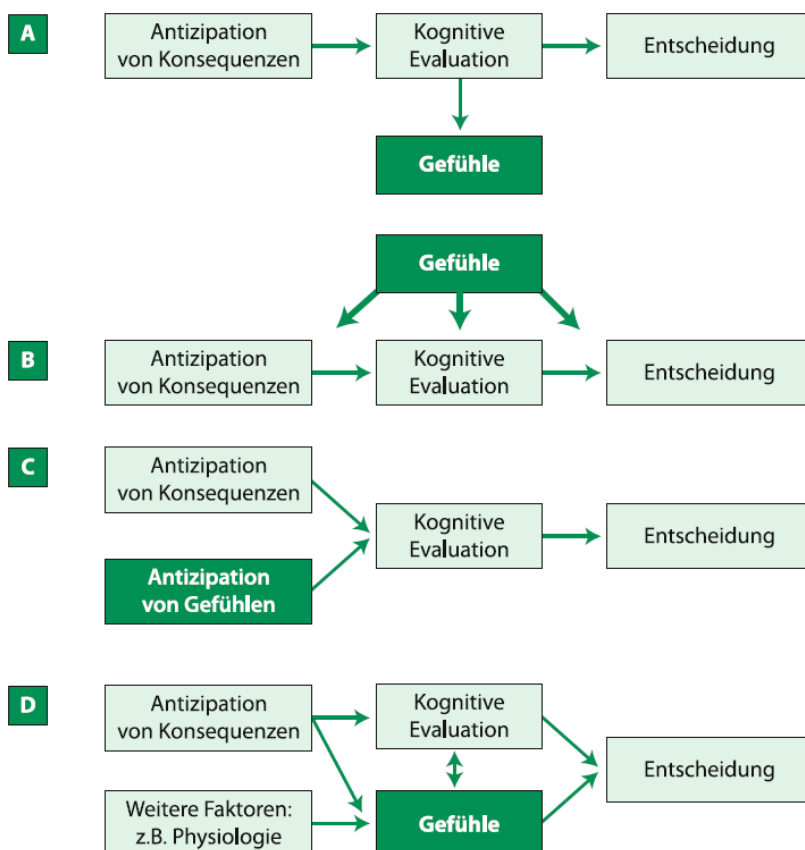 A
Antizipation
von Konsequenzen
Kognitive
Evaluation
Entscheidung
Gefühle
Gefühle
B
Antizipation
von Konsequenzen
Kognitive
Evaluation
Entscheidung
C
Antizipation
von Konsequenzen
Kognitive
Evaluation
Entscheidung
Antizipation
von Gefühlen
D
Antizipation
von Konsequenzen
Kognitive
Evaluation
Entscheidung
Weitere Faktoren:
z.B. Physiologie
Gefühle